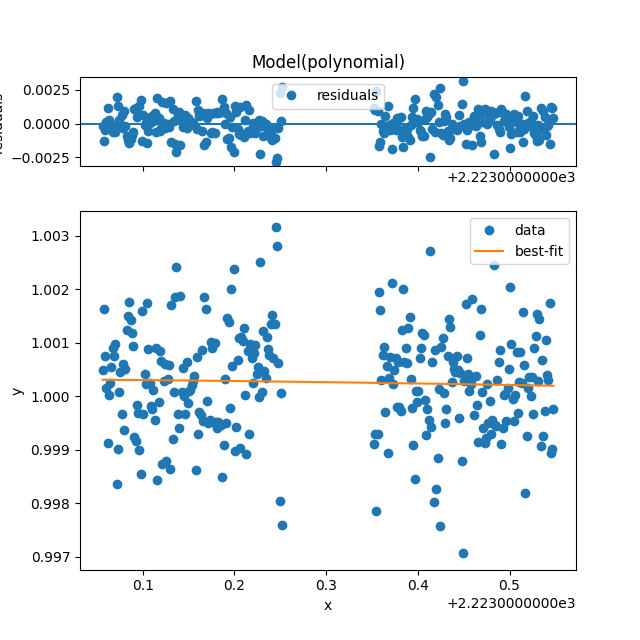 Model(polynomial)
residuals
0.0025
0.0000
−0.0025
residuals
+2.2230000000e3
data
best-fit
1.003
1.002
1.001
1.000
0.999
0.998
0.997
y
0.1
0.2
0.3
0.4
0.5
x
+2.2230000000e3